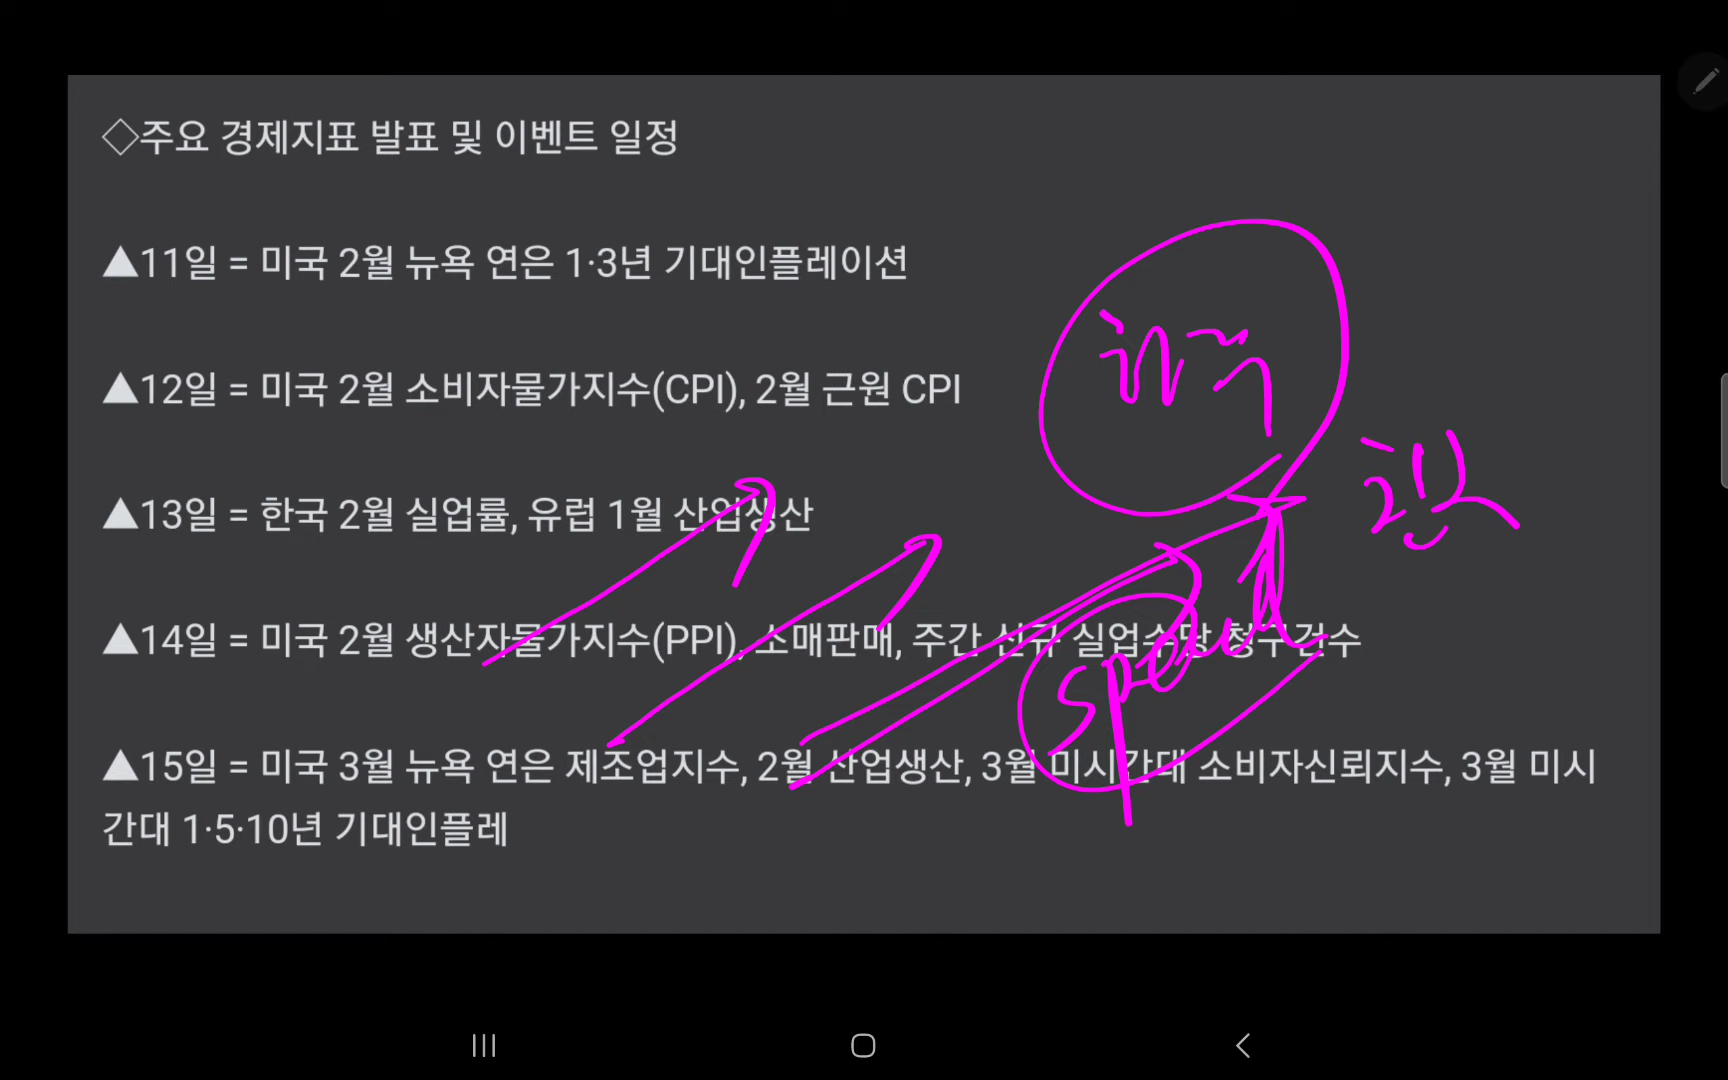 ◇주요 경제지표 발표 및 이벤트 일정
▲11일 = 미국 2월 뉴욕 연은 1·3년 기대인플레이션
▲12일 = 미국 2월 소비자물가지수(CPI), 2월 근원 CPI
▲13일 = 한국 2월 실업률, 유럽 1월 산업생산
▲14일 = 미국 2월 생산자물가지수(PPI), 소매판매, 주간 신규 실업수당 청구건수
speed
▲15일 = 미국 3월 뉴욕 연은 제조업지수, 2월 산업생산, 3월 미시간대 소비자신뢰지수, 3월 미시
간대 1·5·10년 기대인플레